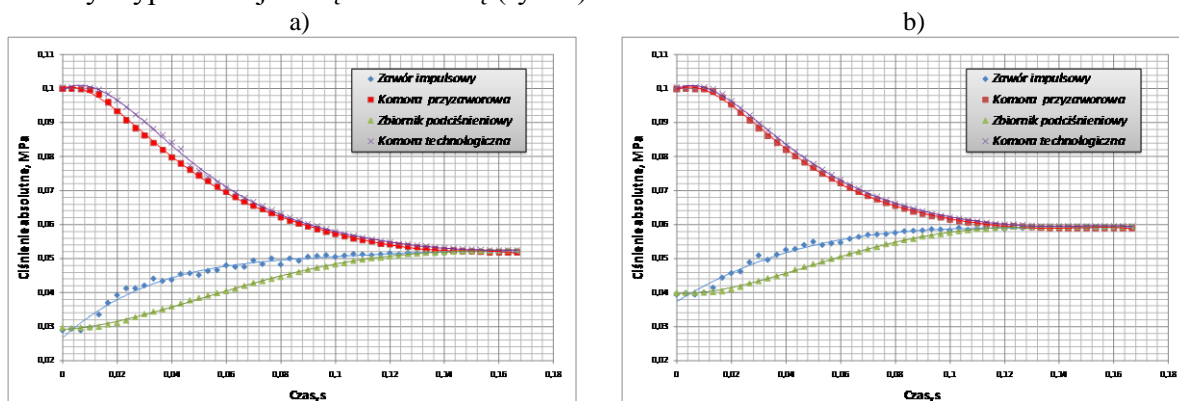 a)
b)
0,11
0,1
0,09
0,08
0,07
0,06
0,05
0,04
0,03
0,02
Ciśnienie absolutne, MPa
Zawór impulsowy
Komora przyzaworowa
Zbiornik podciśnieniowy
Komora technologiczna
0 0,02 0,04 0,06 0,08 0,1 0,12 0,14 0,16 0,18
Czas, s
0,11
0,1
0,09
0,08
0,07
0,06
0,05
0,04
0,03
0,02
Ciśnienie absolutne, MPa
Zawór impulsowy
Komora przyzaworowa
Zbiornik podciśnieniowy
Komora technologiczna
0 0,02 0,04 0,06 0,08 0,1 0,12 0,14 0,16 0,18
Czas, s